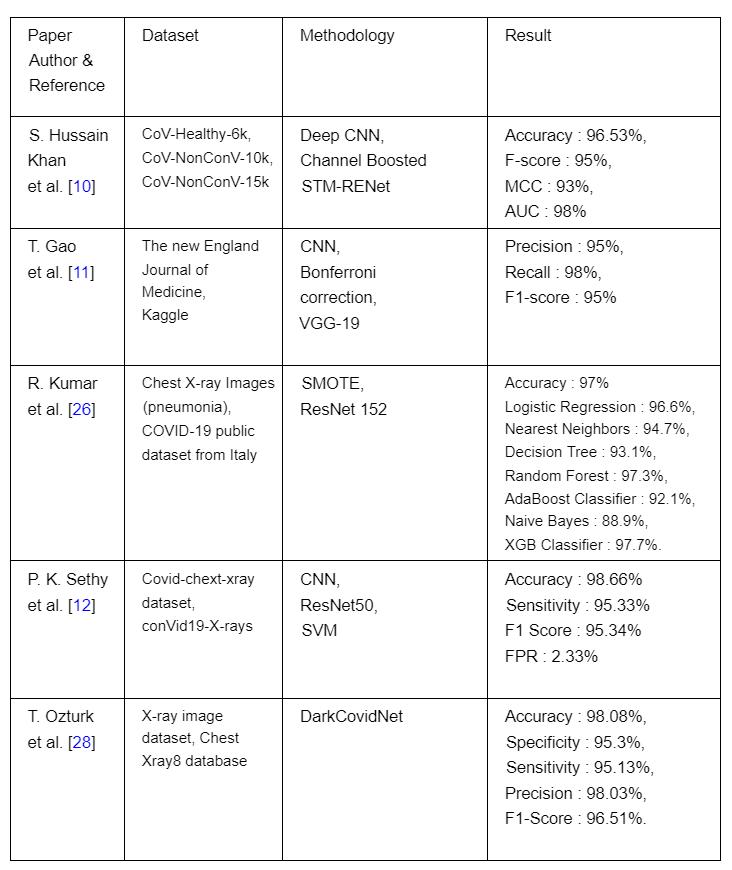 Paper
Author &
Reference
Dataset
Methodology
Result
S. Hussain
Khan
et al. [10]
CoV-Healthy-6k,
CoV-NonConV-10k,
CoV-NonConV-15k
Deep CNN,
Channel Boosted
STM-RENet
Accuracy : 96.53%,
F-score : 95%,
MCC : 93%,
AUC : 98%
T. Gao
et al. [11]
The new England
Journal of
Medicine,
Kaggle
CNN,
Bonferroni
correction,
VGG-19
Precision : 95%,
Recall : 98%,
F1-score : 95%
R. Kumar
et al. [26]
Chest X-ray Images
(pneumonia),
COVID-19 public
dataset from Italy
SMOTE,
ResNet 152
Accuracy : 97%
Logistic Regression : 96.6%,
Nearest Neighbors : 94.7%,
Decision Tree : 93.1%,
Random Forest : 97.3%,
AdaBoost Classifier : 92.1%,
Naive Bayes : 88.9%,
XGB Classifier : 97.7%.
P. K. Sethy
et al. [12]
Covid-chext-xray
dataset,
conVid19-X-rays
CNN,
ResNet50,
SVM
Accuracy : 98.66%
Sensitivity : 95.33%
F1 Score : 95.34%
FPR : 2.33%
T. Ozturk
et al. [28]
X-ray image
dataset, Chest
Xray8 database
DarkCovidNet
Accuracy : 98.08%,
Specificity : 95.3%,
Sensitivity : 95.13%,
Precision : 98.03%,
F1-Score : 96.51%.